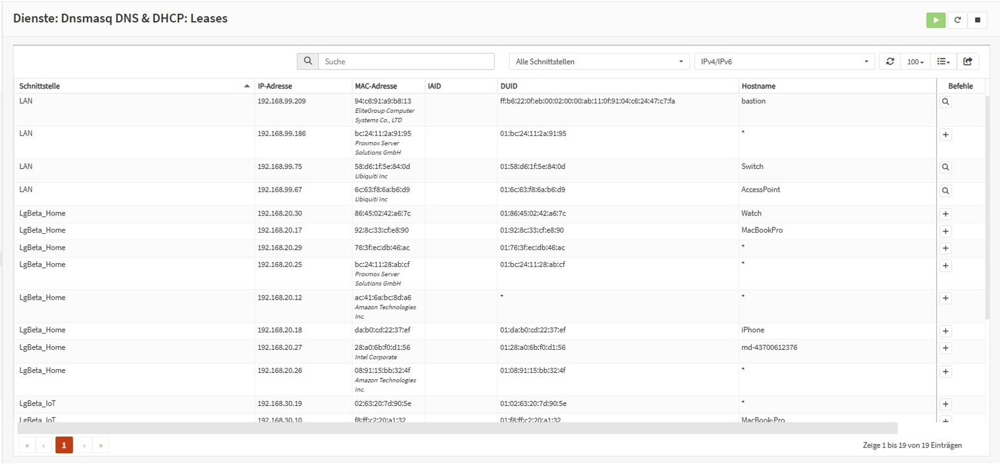 Dienste: Dnsmasq DNS & DHCP: Leases
Suche
Alle Schnittstellen
IPv4/IPv6
100
Schnittstelle IP-Adresse MAC-Adresse IAID DUID Hostname Befehle
LAN 192.168.99.209 94:c6:91:a9:b8:13 ff:b6:22:0f:eb:00:02:00:00:ab:11:0f:91:04:c6:24:47:c7:fa bastion
EliteGroup Computer
Systems Co., LTD
LAN 192.168.99.186 bc:24:11:2a:91:95 01:bc:24:11:2a:91:95 *
Proxmox Server
Solutions GmbH
LAN 192.168.99.75 58:d6:1f:5e:84:0d 01:58:d6:1f:5e:84:0d Switch
Ubiquiti Inc
LAN 192.168.99.67 6c:63:f8:6a:b6:d9 01:6c:63:f8:6a:b6:d9 AccessPoint
Ubiquiti Inc
LgBeta_Home 192.168.20.30 86:45:02:42:a6:7c 01:86:45:02:42:a6:7c Watch
LgBeta_Home 192.168.20.17 92:8c:33:cf:e8:90 01:92:8c:33:cf:e8:90 MacBookPro
LgBeta_Home 192.168.20.29 76:3f:ec:db:46:ac 01:76:3f:ec:db:46:ac *
LgBeta_Home 192.168.20.25 bc:24:11:28:ab:cf 01:bc:24:11:28:ab:cf *
Proxmox Server
Solutions GmbH
LgBeta_Home 192.168.20.12 ac:41:6a:bc:8d:a6 * *
Amazon Technologies
Inc.
LgBeta_Home 192.168.20.18 da:b0:cd:22:37:ef 01:da:b0:cd:22:37:ef iPhone
LgBeta_Home 192.168.20.27 28:a0:6b:f0:d1:56 01:28:a0:6b:f0:d1:56 md-43700612376
Intel Corporate
LgBeta_Home 192.168.20.26 08:91:15:bb:32:4f 01:08:91:15:bb:32:4f *
Amazon Technologies
Inc.
LgBeta_IoT 192.168.30.19 02:63:20:7d:90:5e 01:02:63:20:7d:90:5e *
LgBeta_IoT 192.168.30.10 f8:ff:c2:20:a1:32 01:f8:ff:c2:20:a1:32 MacBook-Pro
« ‹ 1 › »
Zeige 1 bis 19 von 19 Einträgen